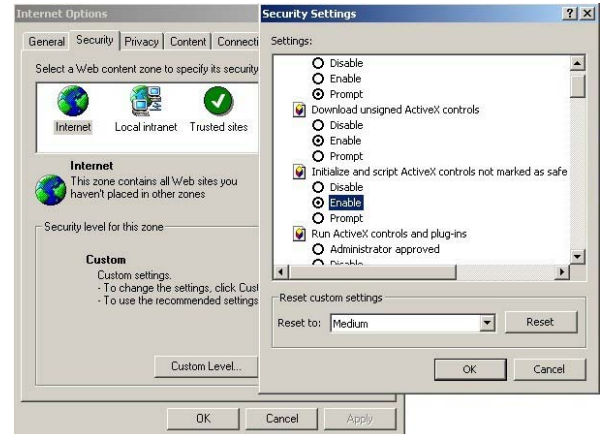 Internet Options
General Security Privacy Content Connecti
Select a Web content zone to specify its security
Internet Local intranet Trusted sites
Internet
This zone contains all Web sites you
haven't placed in other zones
Security level for this zone
Custom
Custom settings.
- To change the settings, click Cust
- To use the recommended settings
Custom Level...
OK Cancel Apply
Security Settings
Settings:
Disable
Enable
Prompt
Download unsigned ActiveX controls
Disable
Enable
Prompt
Initialize and script ActiveX controls not marked as safe
Disable
Enable
Prompt
Run ActiveX controls and plug-ins
Administrator approved
Disable
Reset custom settings
Reset to: Medium Reset
OK Cancel